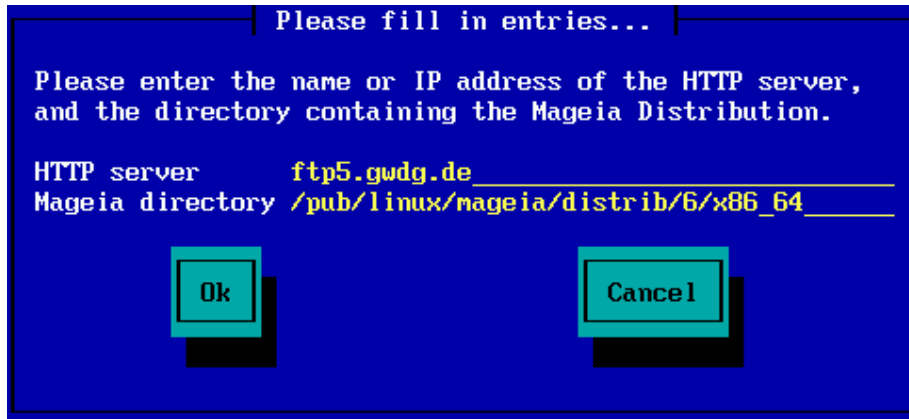 Please fill in entries...
Please enter the name or IP address of the HTTP server,
and the directory containing the Mageia Distribution.
HTTP server ftp5.gwdg.de
Mageia directory /pub/linux/mageia/distrib/6/x86_64
Ok Cancel